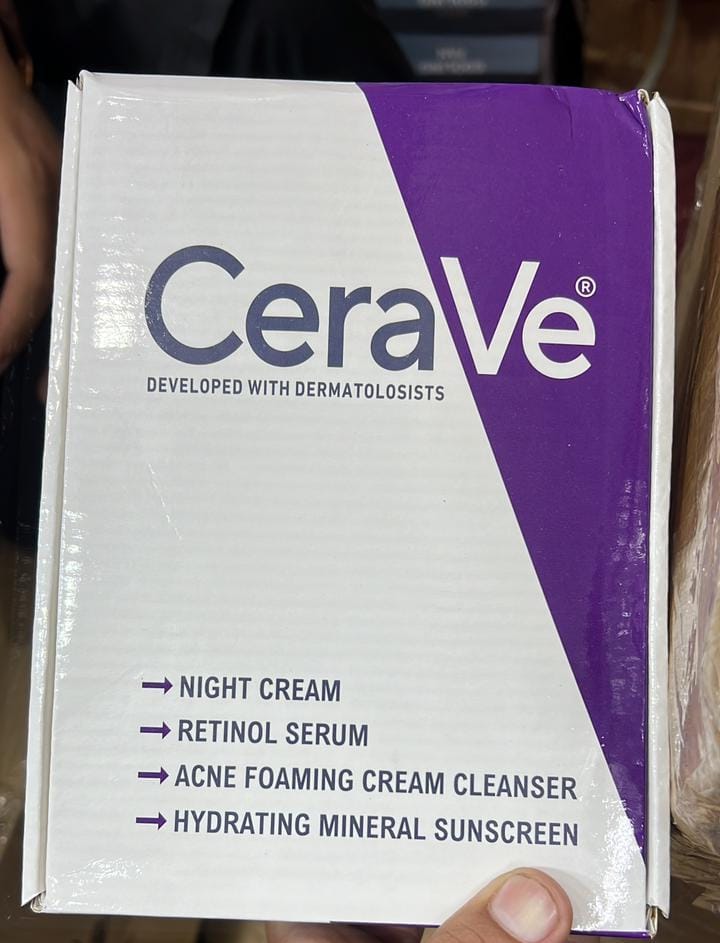 CeraVe®
DEVELOPED WITH DERMATOLOSISTS
→ NIGHT CREAM
→ RETINOL SERUM
→ ACNE FOAMING CREAM CLEANSER
→ HYDRATING MINERAL SUNSCREEN